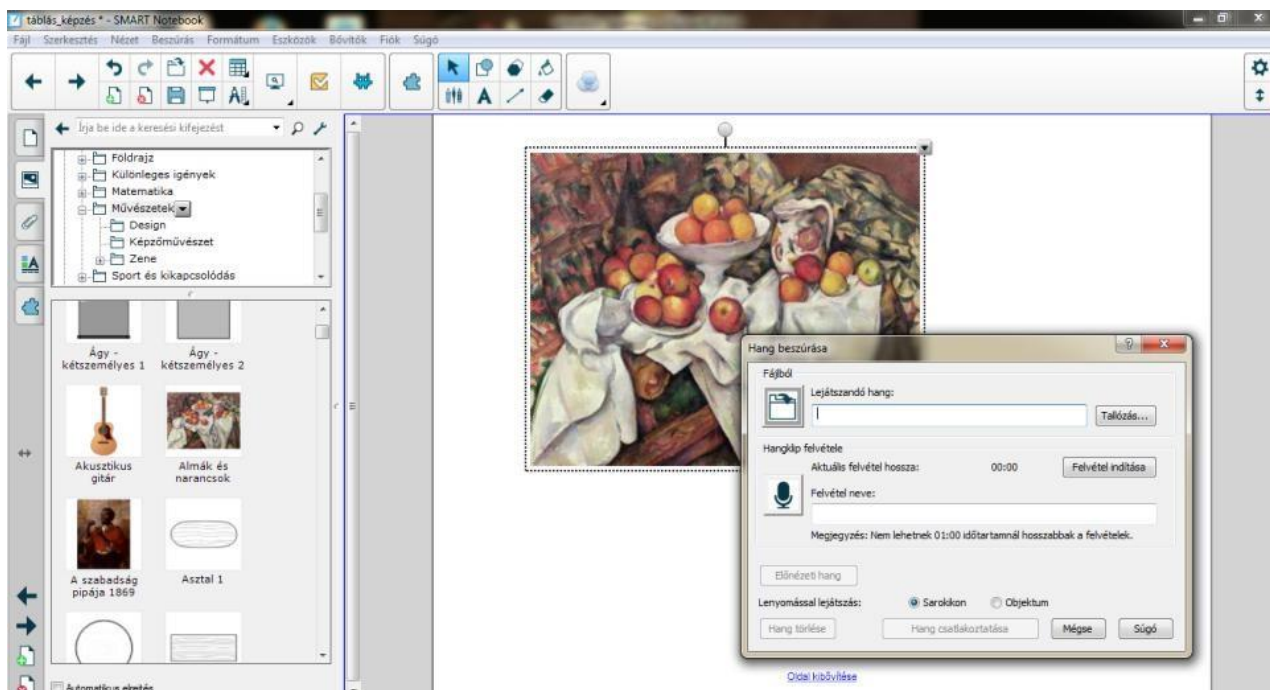 táblás_képzés * - SMART Notebook
Fájl Szerkesztés Nézet Beszúrás Formátum Eszközök Bővítők Fiók Súgó
Írja be ide a keresési kifejezést
Földrajz
Különleges igények
Matematika
Művészetek
Design
Képzőművészet
Zene
Sport és kikapcsolódás
Ágy - kétszemélyes 1
Ágy - kétszemélyes 2
Akusztikus gitár
Almák és narancsok
A szabadság pipája 1869
Asztal 1
Automatikus elrejtés
Hang beszúrása
Fájlból
Lejátszandó hang:
Tallózás...
Hangklip felvétele
Aktuális felvétel hossza: 00:00 Felvétel indítása
Felvétel neve:
Megjegyzés: Nem lehetnek 01:00 időtartamnál hosszabbak a felvételek.
Előnézeti hang
Lenyomással lejátszás: Sarokikon Objektum
Hang törlése Hang csatlakoztatása Mégse Súgó
Oldal kibővítése